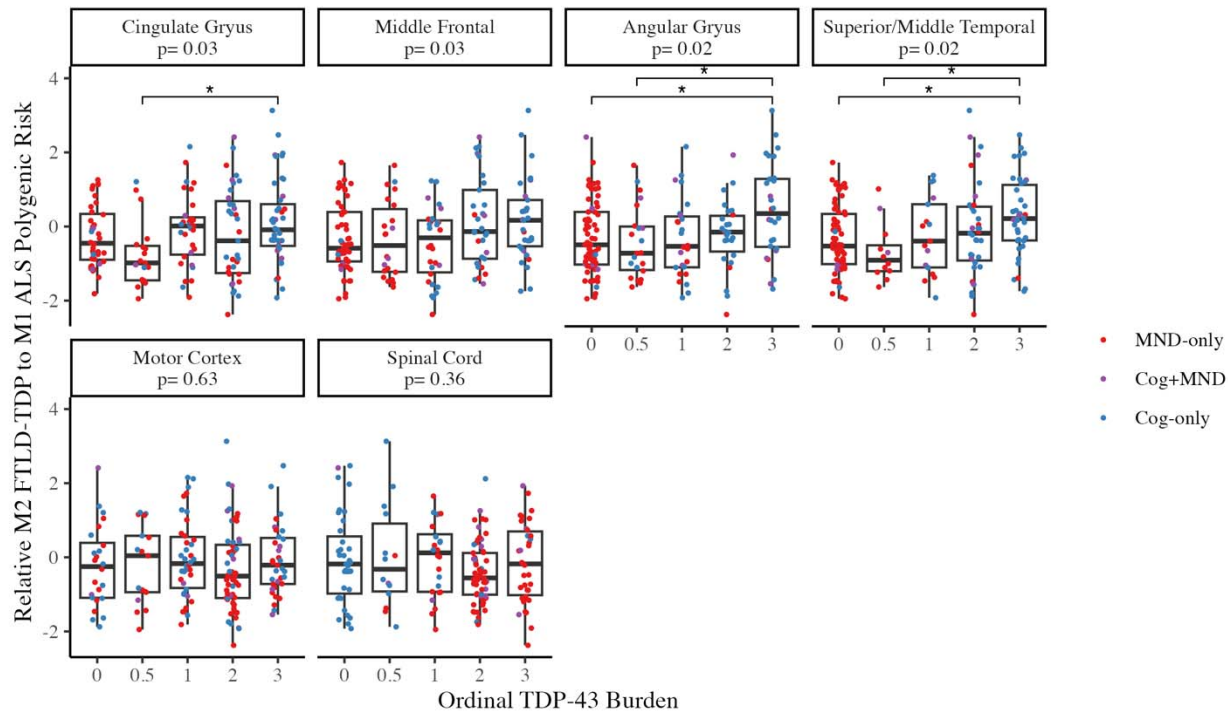 Cingulate Gryus
p= 0.03
Middle Frontal
p= 0.03
Angular Gryus
p= 0.02
Superior/Middle Temporal
p= 0.02
Relative M2 FTLD-TDP to M1 ALS Polygenic Risk
4
2
0
-2
*
*
*
*
*
0 0.5 1 2 3
0 0.5 1 2 3
Motor Cortex
p= 0.63
Spinal Cord
p= 0.36
4
2
0
-2
0 0.5 1 2 3
0 0.5 1 2 3
Ordinal TDP-43 Burden
MND-only
Cog+MND
Cog-only